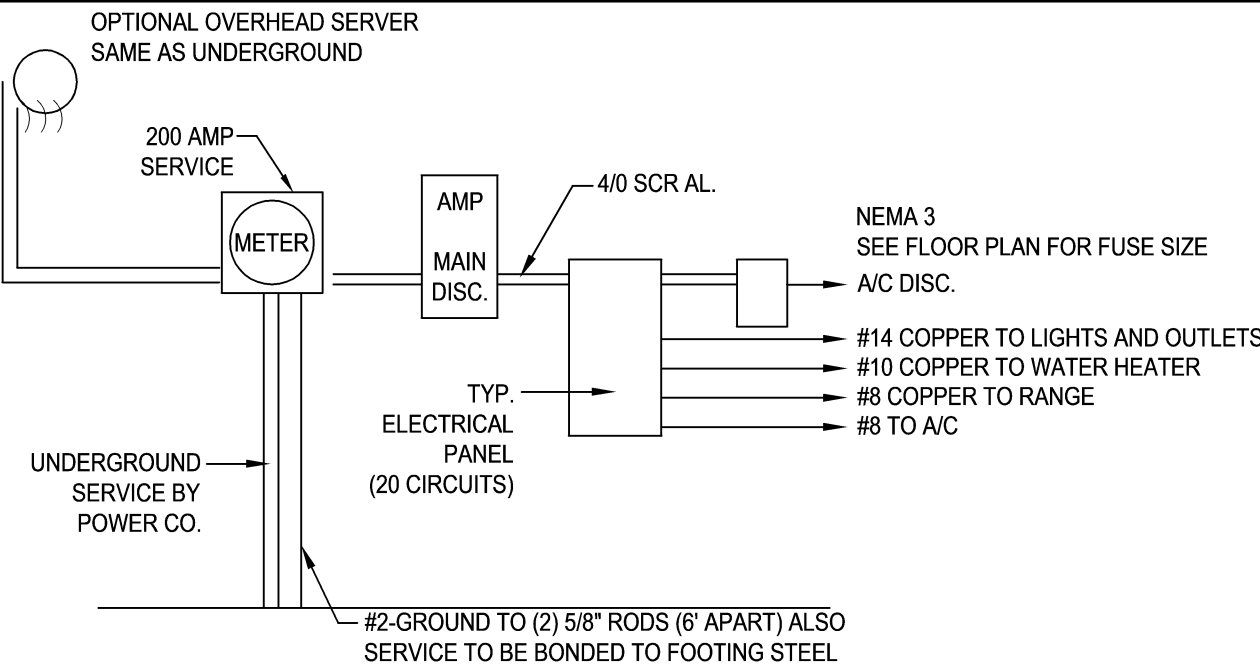 OPTIONAL OVERHEAD SERVER
SAME AS UNDERGROUND
200 AMP
SERVICE
METER
AMP
MAIN
DISC.
4/0 SCR AL.
NEMA 3
SEE FLOOR PLAN FOR FUSE SIZE
A/C DISC.
#14 COPPER TO LIGHTS AND OUTLETS
#10 COPPER TO WATER HEATER
#8 COPPER TO RANGE
#8 TO A/C
TYP.
ELECTRICAL
PANEL
(20 CIRCUITS)
UNDERGROUND
SERVICE BY
POWER CO.
#2-GROUND TO (2) 5/8" RODS (6' APART) ALSO
SERVICE TO BE BONDED TO FOOTING STEEL